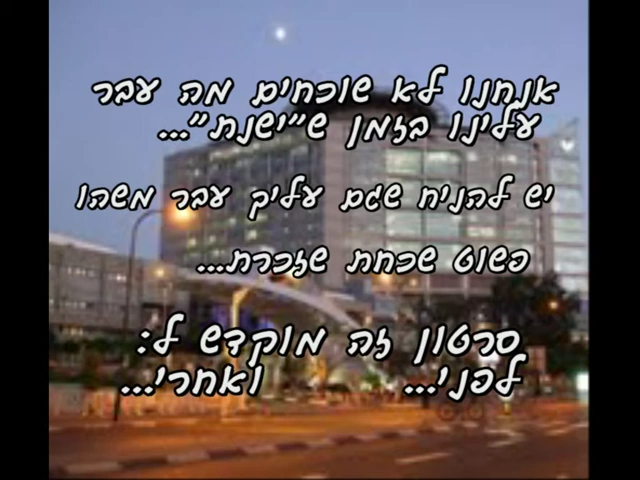 אנחנו לא שוכחים מה עבר
עלינו בזמן ש"ישנת"...
יש להניח שגם עליך עבר משהו
פשוט שכחת שזכרת...
סרטון זה מוקדש ל:
לפני... ואחרי...